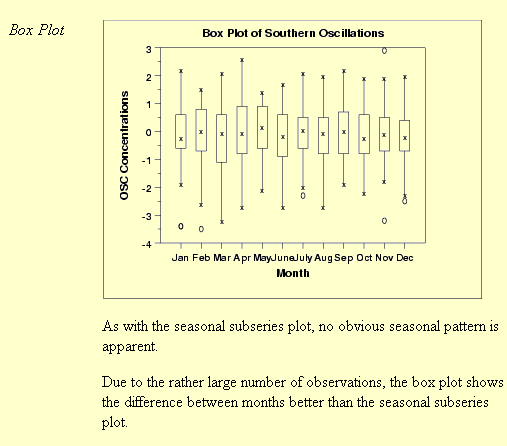 Box Plot
Box Plot of Southern Oscillations
3
2
1
0
-1
-2
-3
-4
OSC Concentrations
Jan Feb Mar Apr May June July Aug Sep Oct Nov Dec
Month
As with the seasonal subseries plot, no obvious seasonal pattern is
apparent.
Due to the rather large number of observations, the box plot shows
the difference between months better than the seasonal subseries
plot.